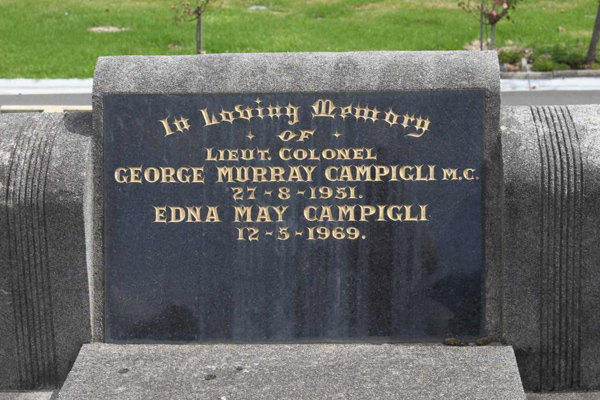 In Loving Memory
OF
LIEUT. COLONEL
GEORGE MURRAY CAMPIGLI M.C.
27-8-1951.
EDNA MAY CAMPIGLI
12-5-1969.